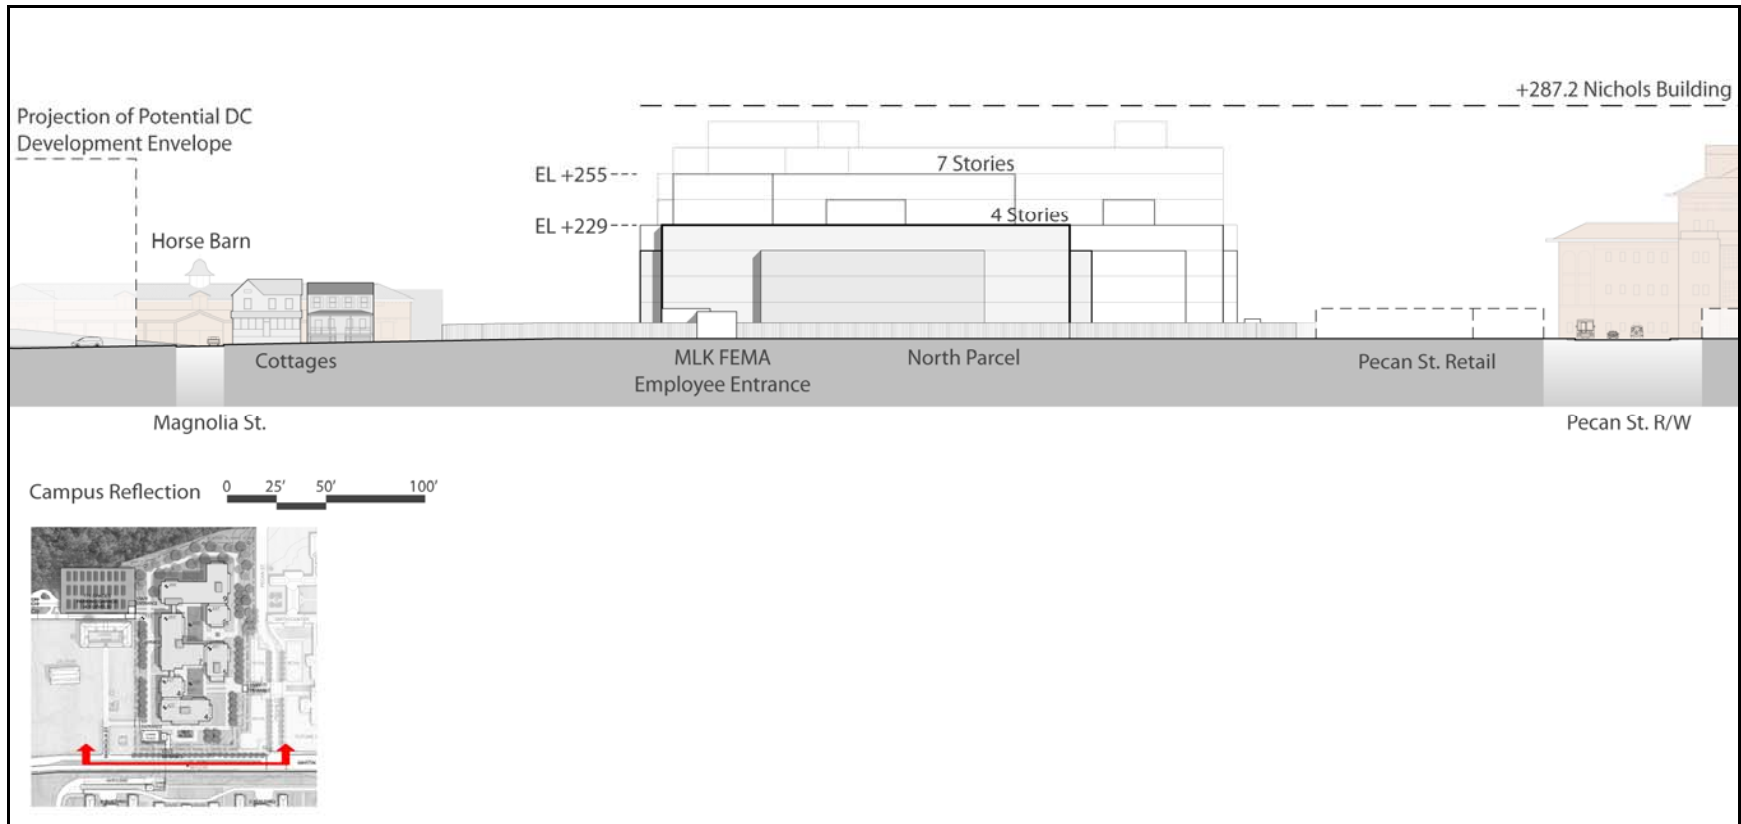 +287.2 Nichols Building
Projection of Potential DC
Development Envelope
7 Stories
EL +255
4 Stories
EL +229
Horse Barn
Cottages
MLK FEMA
Employee Entrance
North Parcel
Pecan St. Retail
Magnolia St.
Pecan St. R/W
Campus Reflection
0 25' 50' 100'